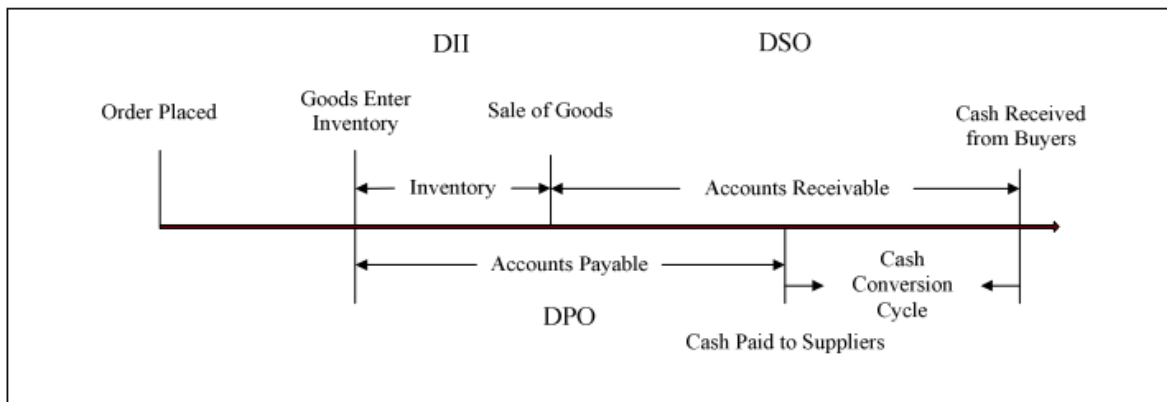 DII
DSO
Order Placed
Goods Enter
Inventory
Sale of Goods
Cash Received
from Buyers
Inventory
Accounts Receivable
Accounts Payable
Cash
Conversion
Cycle
DPO
Cash Paid to Suppliers